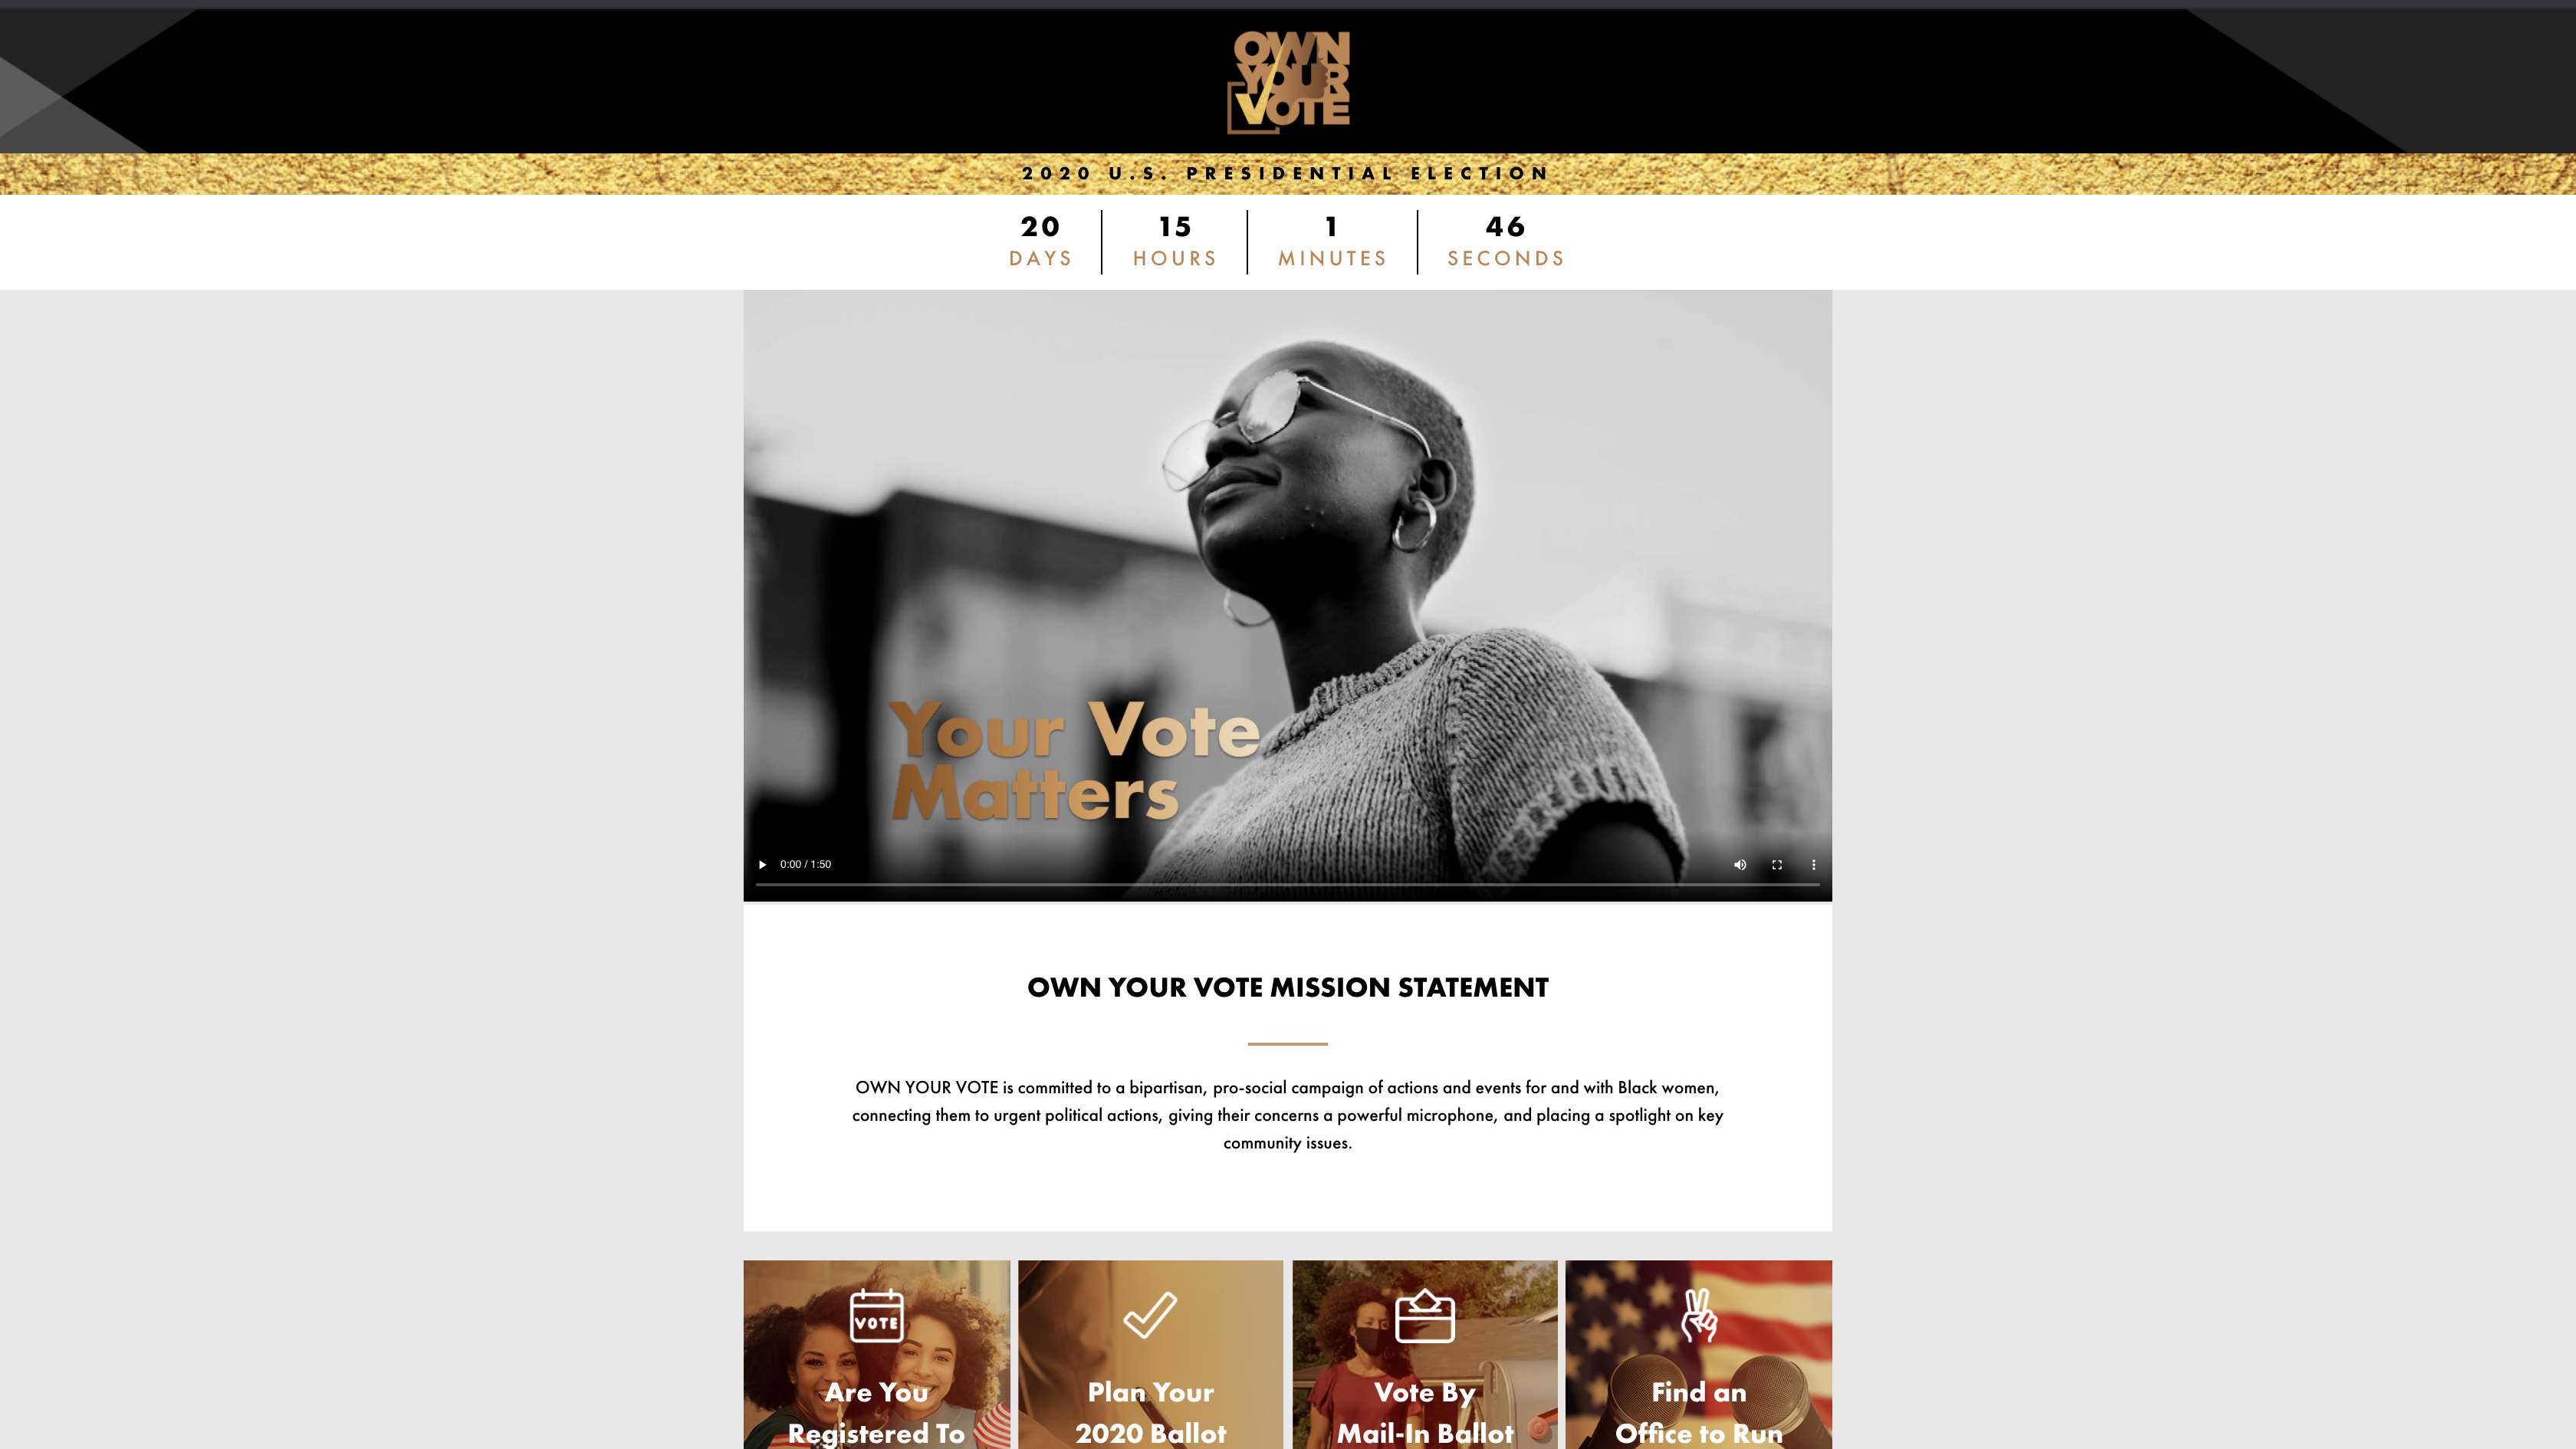 OWN
YOUR
VOTE
2020 U.S. PRESIDENTIAL ELECTION
20 15 1 46
DAYS HOURS MINUTES SECONDS
Your Vote
Matters
0:00 / 1:50
OWN YOUR VOTE MISSION STATEMENT
OWN YOUR VOTE is committed to a bipartisan, pro-social campaign of actions and events for and with Black women,
connecting them to urgent political actions, giving their concerns a powerful microphone, and placing a spotlight on key
community issues.
VOTE
Are You
Registered To
Plan Your
2020 Ballot
Vote By
Mail-In Ballot
Find an
Office to Run